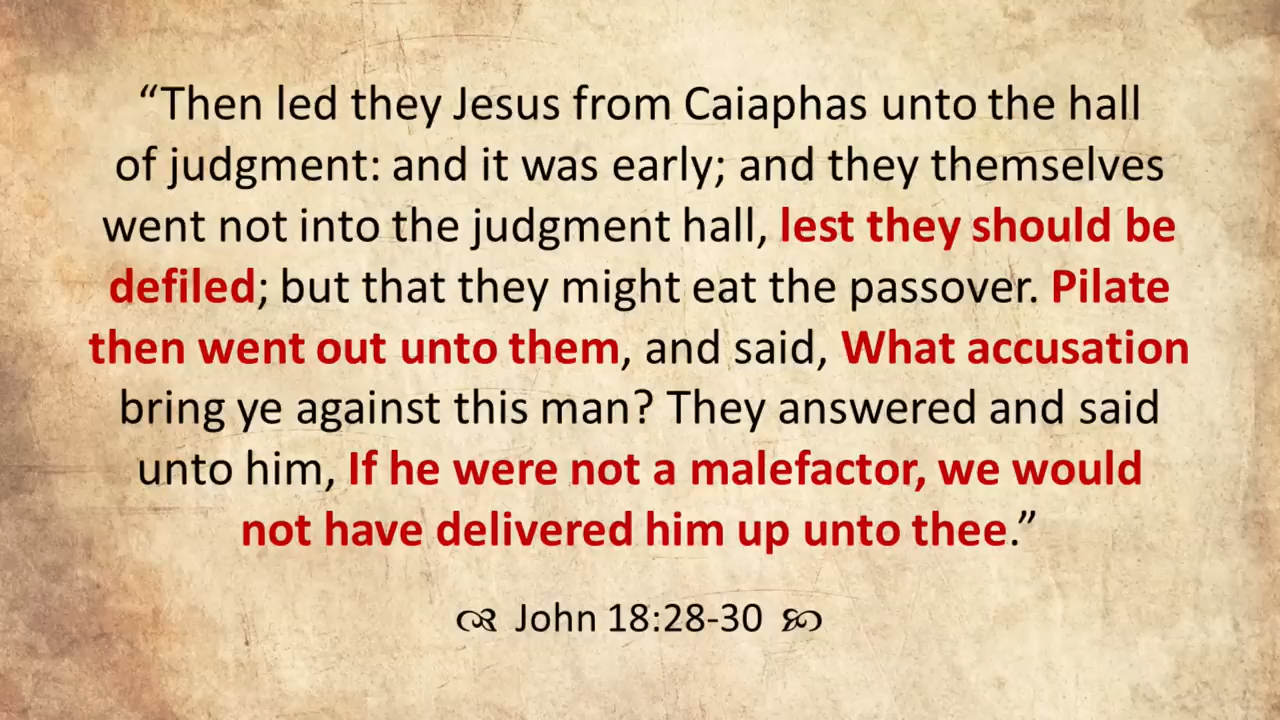 “Then led they Jesus from Caiaphas unto the hall
of judgment: and it was early; and they themselves
went not into the judgment hall, lest they should be
defiled; but that they might eat the passover. Pilate
then went out unto them, and said, What accusation
bring ye against this man? They answered and said
unto him, If he were not a malefactor, we would
not have delivered him up unto thee.”
John 18:28-30